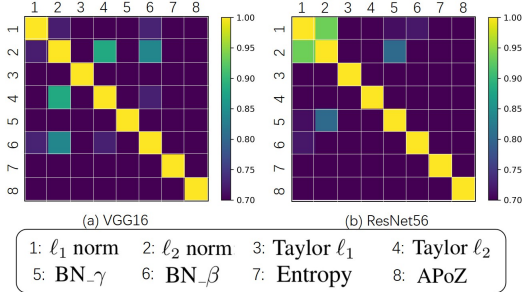 1 2 3 4 5 6 7 8
1 2 3 4 5 6 7 8
1.00
0.95
0.90
0.85
0.80
0.75
0.70
(a) VGG16
1 2 3 4 5 6 7 8
1 2 3 4 5 6 7 8
1.00
0.95
0.90
0.85
0.80
0.75
0.70
(b) ResNet56
1: ℓ₁ norm 2: ℓ₂ norm 3: Taylor ℓ₁ 4: Taylor ℓ₂
5: BN_γ 6: BN_β 7: Entropy 8: APoZ